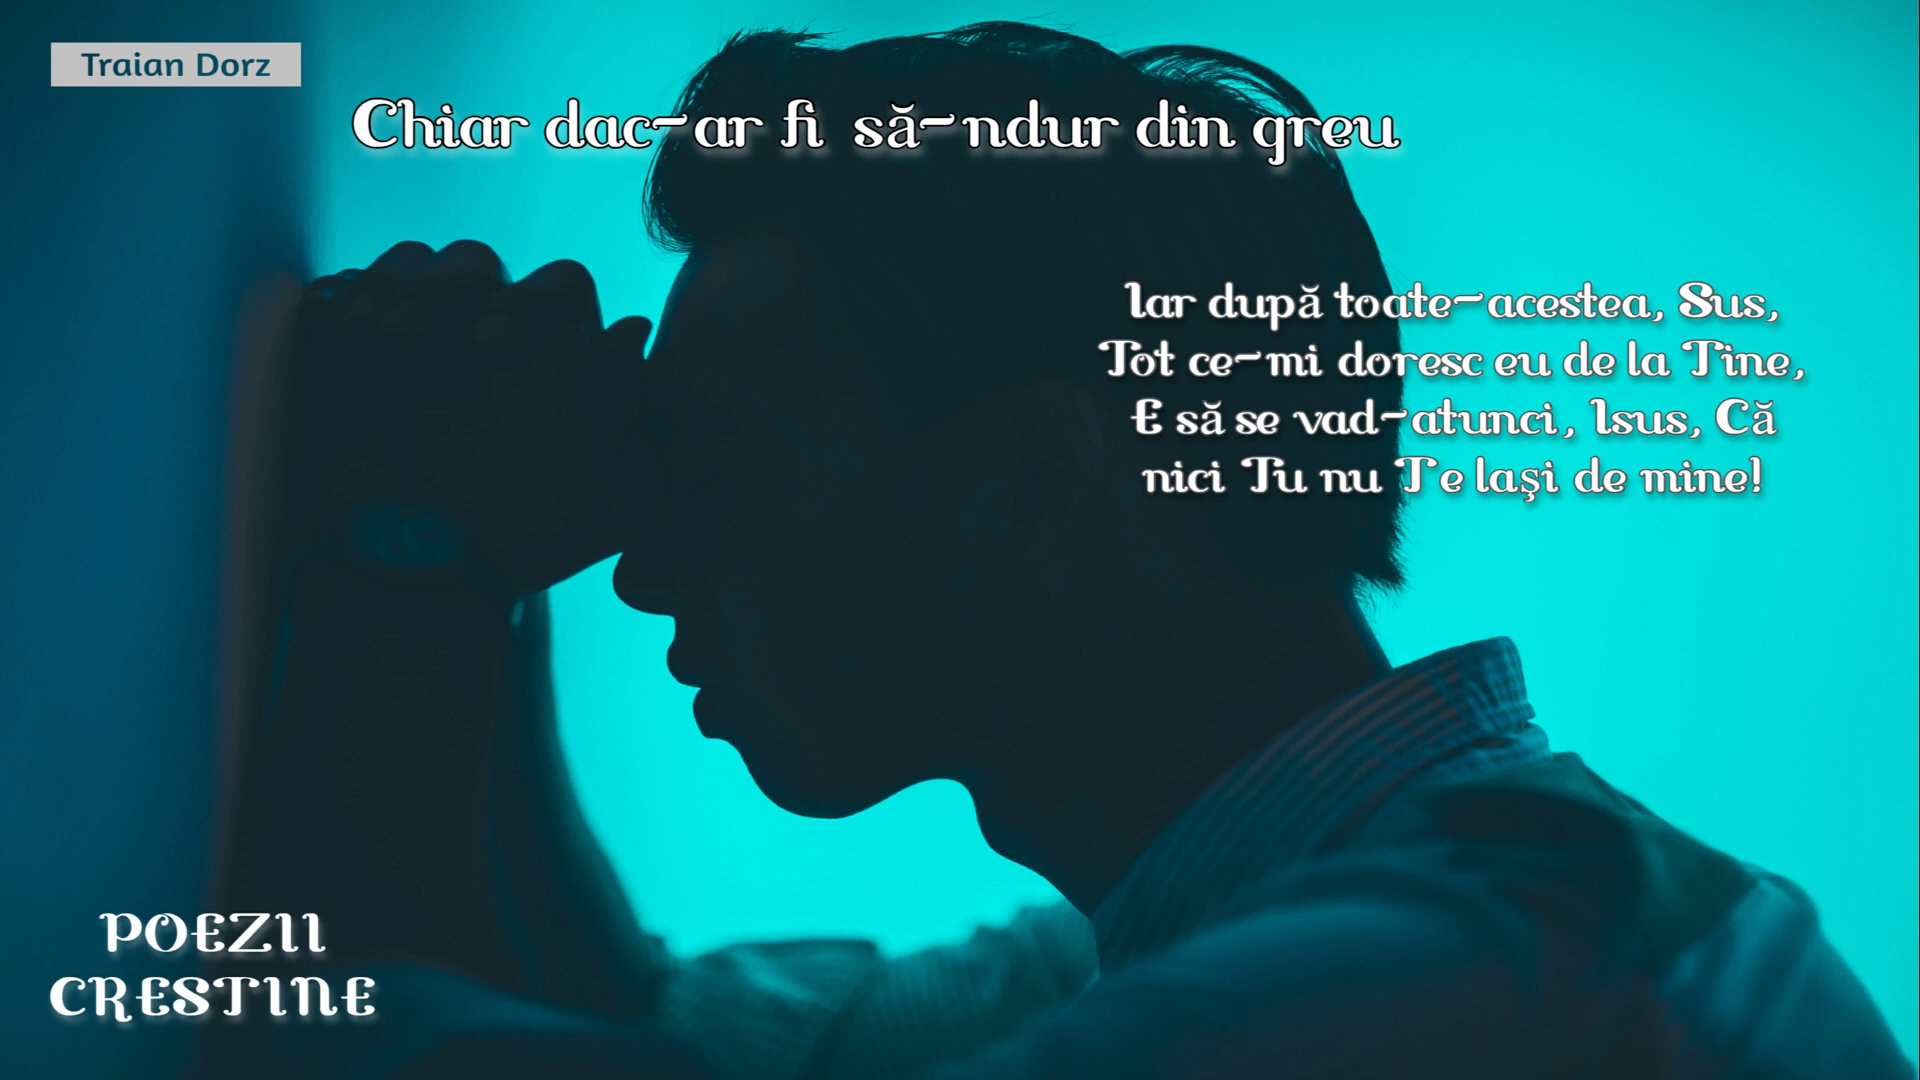 Traian Dorz
Chiar dac-ar fi să-ndur din greu
Iar după toate-acestea, Sus,
Tot ce-mi doresc eu de la Tine,
E să se vad-atunci, Isus, Că
nici Tu nu Te laşi de mine!
POEZII
CRESTINE